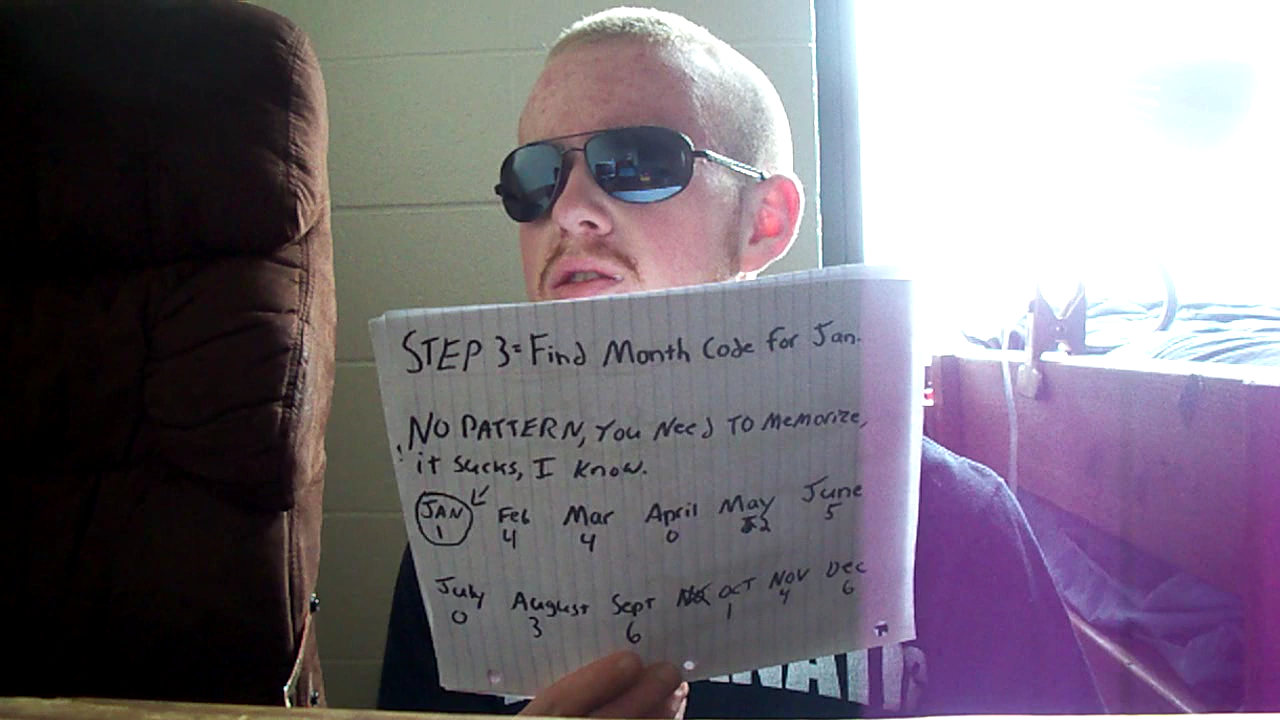 STEP 3: Find Month Code for Jan.
NO PATTERN, You Need TO Memorize,
it sucks, I know.
JAN Feb Mar April May June
1 4 4 0 2 5
July August Sept OCT NOV Dec
0 3 6 1 4 6